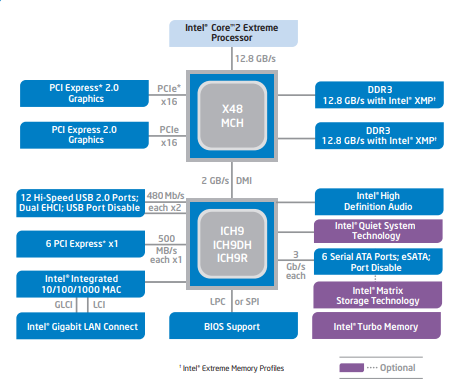 Intel® Core™2 Extreme
Processor
12.8 GB/s
PCI Express* 2.0
Graphics
PCIe*
x16
X48
MCH
DDR3
12.8 GB/s with Intel® XMP¹
PCI Express 2.0
Graphics
PCIe
x16
DDR3
12.8 GB/s with Intel® XMP¹
2 GB/s DMI
12 Hi-Speed USB 2.0 Ports;
Dual EHCI; USB Port Disable
480 Mb/s
each x2
Intel® High
Definition Audio
ICH9
ICH9DH
ICH9R
Intel® Quiet System
Technology
6 PCI Express* x1
500
MB/s
each x1
3
Gb/s
each
6 Serial ATA Ports; eSATA;
Port Disable
Intel® Integrated
10/100/1000 MAC
Intel® Matrix
Storage Technology
GLCI LCI
LPC or SPI
Intel® Gigabit LAN Connect
BIOS Support
Intel® Turbo Memory
¹ Intel® Extreme Memory Profiles
Optional